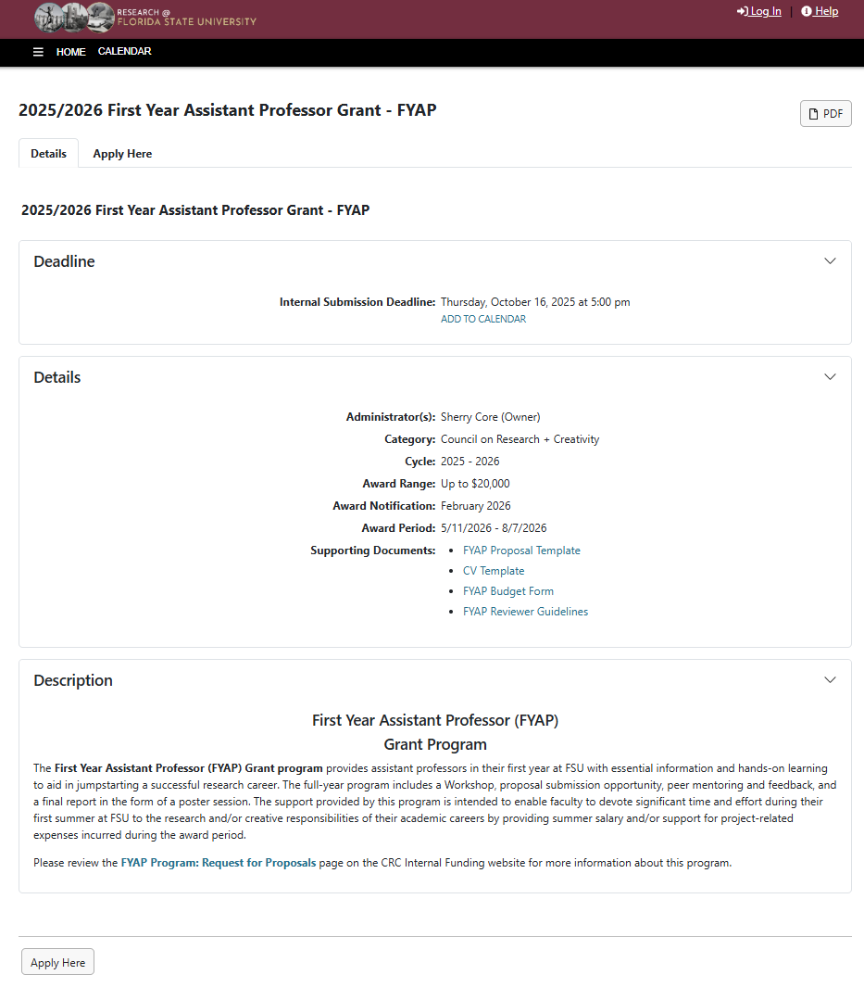 RESEARCH @
FLORIDA STATE UNIVERSITY
Log In | Help
HOME CALENDAR
2025/2026 First Year Assistant Professor Grant - FYAP
PDF
Details Apply Here
2025/2026 First Year Assistant Professor Grant - FYAP
Deadline
Internal Submission Deadline: Thursday, October 16, 2025 at 5:00 pm
ADD TO CALENDAR
Details
Administrator(s): Sherry Core (Owner)
Category: Council on Research + Creativity
Cycle: 2025 - 2026
Award Range: Up to $20,000
Award Notification: February 2026
Award Period: 5/11/2026 - 8/7/2026
Supporting Documents: • FYAP Proposal Template
• CV Template
• FYAP Budget Form
• FYAP Reviewer Guidelines
Description
First Year Assistant Professor (FYAP)
Grant Program
The First Year Assistant Professor (FYAP) Grant program provides assistant professors in their first year at FSU with essential information and hands-on learning
to aid in jumpstarting a successful research career. The full-year program includes a Workshop, proposal submission opportunity, peer mentoring and feedback, and
a final report in the form of a poster session. The support provided by this program is intended to enable faculty to devote significant time and effort during their
first summer at FSU to the research and/or creative responsibilities of their academic careers by providing summer salary and/or support for project-related
expenses incurred during the award period.
Please review the FYAP Program: Request for Proposals page on the CRC Internal Funding website for more information about this program.
Apply Here